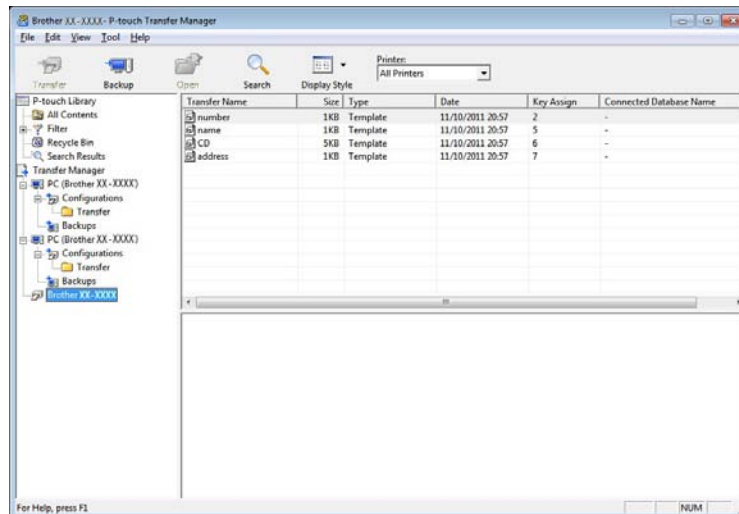 Brother XX-XXXX- P-touch Transfer Manager
File Edit View Tool Help
Transfer Backup Open Search Display Style Printer: All Printers
P-touch Library
All Contents
Filter
Recycle Bin
Search Results
Transfer Manager
PC (Brother XX-XXXX)
Configurations
Transfer
Backups
PC (Brother XX-XXXX)
Configurations
Transfer
Backups
Brother XX-XXXX
Transfer Name Size Type Date Key Assign Connected Database Name
number 1KB Template 11/10/2011 20:57 2 -
name 1KB Template 11/10/2011 20:57 5 -
CD 5KB Template 11/10/2011 20:57 6 -
address 1KB Template 11/10/2011 20:57 7 -
For Help, press F1 NUM